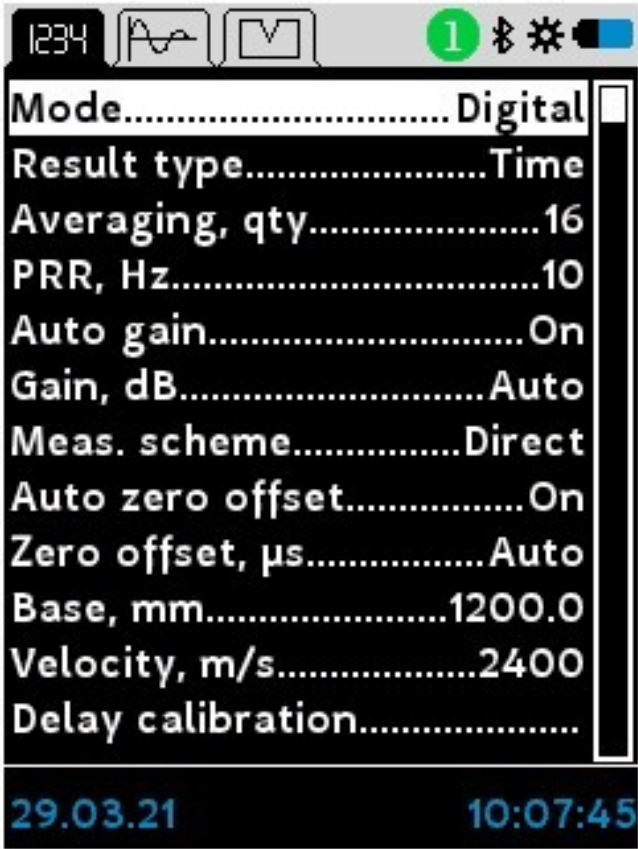 1234 1
Mode..............................Digital
Result type......................Time
Averaging, qty.....................16
PRR, Hz..................................10
Auto gain.............................On
Gain, dB............................Auto
Meas. scheme...............Direct
Auto zero offset.................On
Zero offset, µs.................Auto
Base, mm......................1200.0
Velocity, m/s..................2400
Delay calibration....................
29.03.21 10:07:45